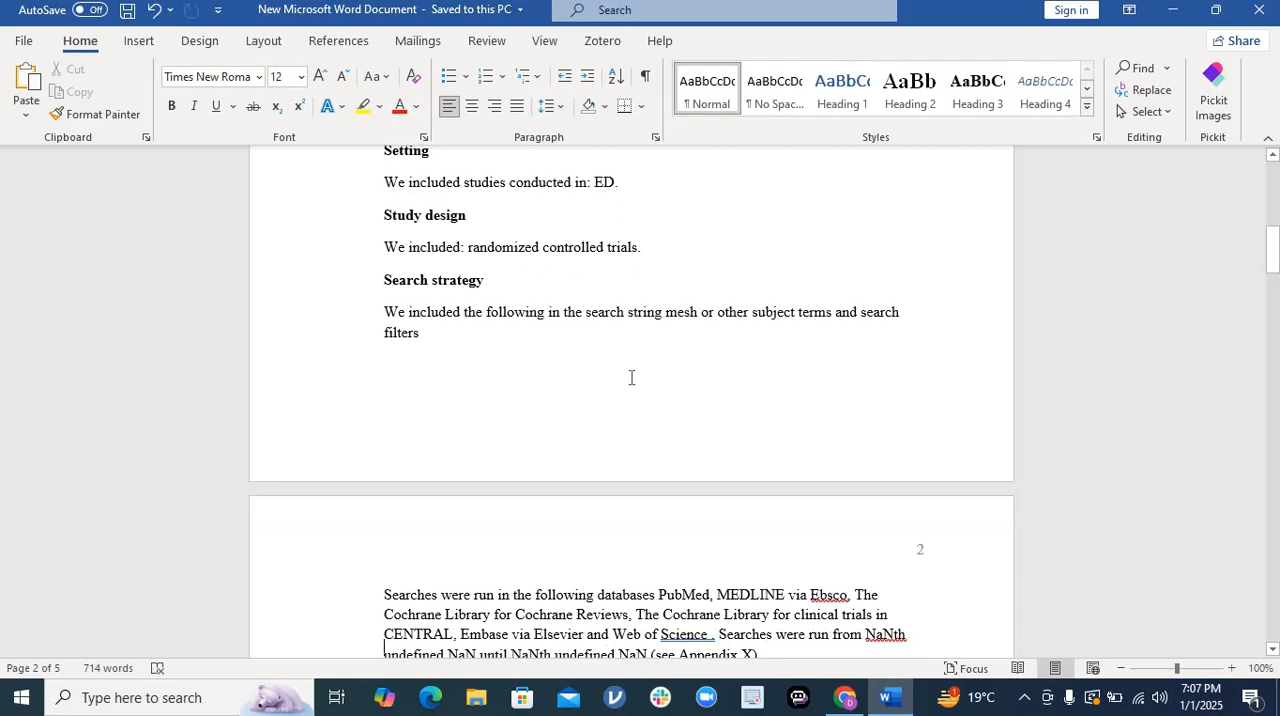 AutoSave Off New Microsoft Word Document - Saved to this PC Search Sign in
File Home Insert Design Layout References Mailings Review View Zotero Help Share
Paste Cut Copy Format Painter
Times New Roma 12 Aa
B I U ab x₂ x² A A
AaBbCcDc AaBbCcDc AaBbC AaBb AaBbC AaBbCcD
¶ Normal ¶ No Spac... Heading 1 Heading 2 Heading 3 Heading 4
Find Replace Select
Pickit Images
Clipboard Font Paragraph Styles Editing Pickit
Setting
We included studies conducted in: ED.
Study design
We included: randomized controlled trials.
Search strategy
We included the following in the search string mesh or other subject terms and search
filters
2
Searches were run in the following databases PubMed, MEDLINE via Ebsco, The
Cochrane Library for Cochrane Reviews, The Cochrane Library for clinical trials in
CENTRAL, Embase via Elsevier and Web of Science . Searches were run from NaNth
undefined NaN until NaNth undefined NaN (see Appendix X)
Page 2 of 5 714 words Focus 100%
Type here to search 19°C 7:07 PM
1/1/2025